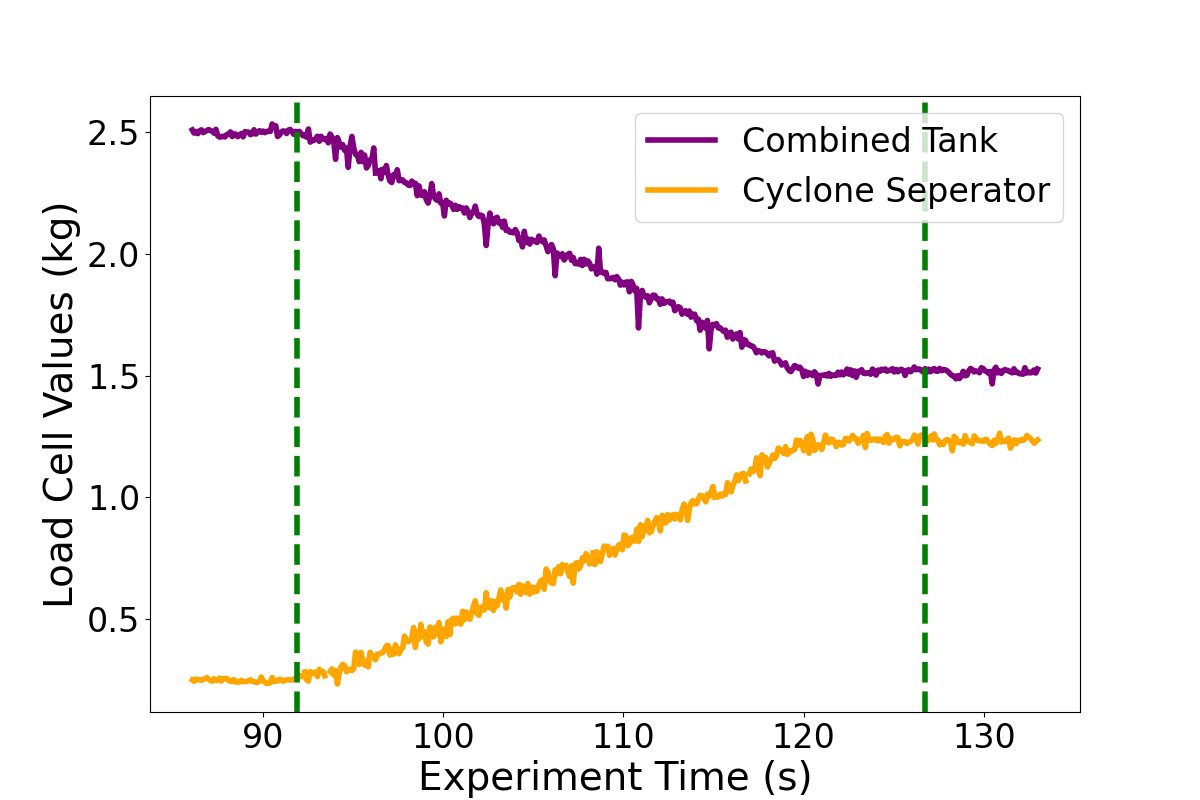 Combined Tank
Cyclone Seperator
2.5
2.0
1.5
1.0
0.5
Load Cell Values (kg)
90 100 110 120 130
Experiment Time (s)